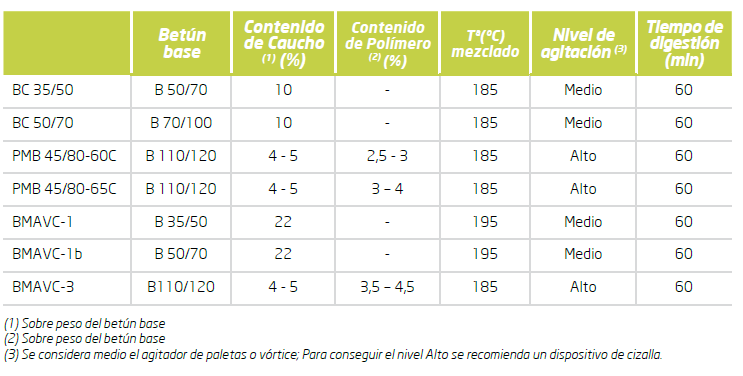 Betún base | Contenido de Caucho (1) (%) | Contenido de Polímero (2) (%) | Tª(ºC) mezclado | Nivel de agitación (3) | Tiempo de digestión (min)
BC 35/50 | B 50/70 | 10 | - | 185 | Medio | 60
BC 50/70 | B 70/100 | 10 | - | 185 | Medio | 60
PMB 45/80-60C | B 110/120 | 4 - 5 | 2,5 - 3 | 185 | Alto | 60
PMB 45/80-65C | B 110/120 | 4 - 5 | 3 – 4 | 185 | Alto | 60
BMAVC-1 | B 35/50 | 22 | - | 195 | Medio | 60
BMAVC-1b | B 50/70 | 22 | - | 195 | Medio | 60
BMAVC-3 | B110/120 | 4 - 5 | 3,5 – 4,5 | 185 | Alto | 60
(1) Sobre peso del betún base
(2) Sobre peso del betún base
(3) Se considera medio el agitador de paletas o vórtice; Para conseguir el nivel Alto se recomienda un dispositivo de cizalla.